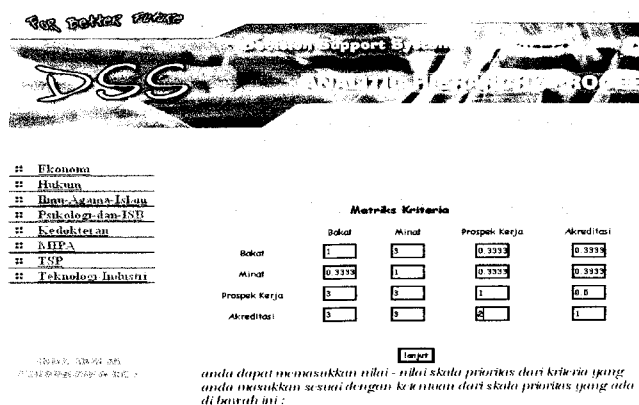 For Better Future
DSS
Decision Support System
ANALYTIC HIERARCHY PROCESS
:: Ekonomi
:: Hukum
:: Ilmu-Agama-Islam
:: Psikologi-dan-ISB
:: Kedokteran
:: MIPA
:: TSP
:: Teknologi-Industri
Matriks Kriteria
Bakat Minat Prospek Kerja Akreditasi
Bakat 1 3 0.3333 0.3333
Minat 0.3333 1 0.3333 0.3333
Prospek Kerja 3 3 1 0.5
Akreditasi 3 3 2 1
lanjut
anda dapat memasukkan nilai - nilai skala prioritas dari kriteria yang
anda masukkan sesuai dengan ketentuan dari skala prioritas yang ada
di bawah ini :